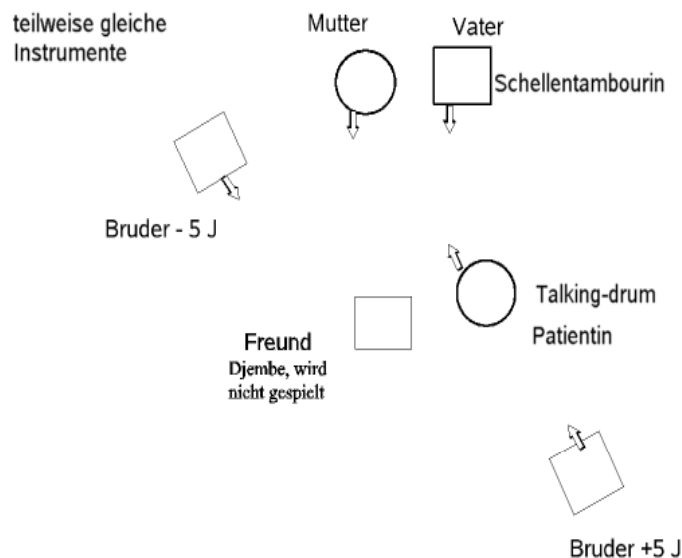 teilweise gleiche
Instrumente
Mutter
Vater
Schellentambourin
Bruder - 5 J
Talking-drum
Patientin
Freund
Djembe, wird
nicht gespielt
Bruder +5 J